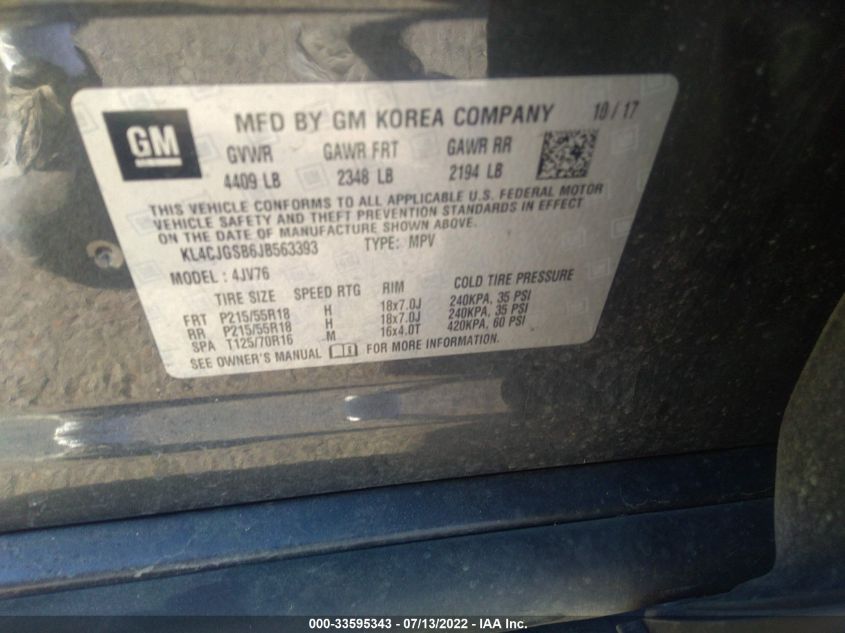 GM
MFD BY GM KOREA COMPANY 10/17
GVWR GAWR FRT GAWR RR
4409 LB 2348 LB 2194 LB
THIS VEHICLE CONFORMS TO ALL APPLICABLE U.S. FEDERAL MOTOR
VEHICLE SAFETY AND THEFT PREVENTION STANDARDS IN EFFECT
ON THE DATE OF MANUFACTURE SHOWN ABOVE.
KL4CJGSB6JB563393 TYPE: MPV
MODEL: 4JV76
TIRE SIZE SPEED RTG RIM COLD TIRE PRESSURE
FRT P215/55R18 H 18x7.0J 240KPA, 35 PSI
RR P215/55R18 H 18x7.0J 240KPA, 35 PSI
SPA T125/70R16 M 16x4.0T 420KPA, 60 PSI
SEE OWNER'S MANUAL FOR MORE INFORMATION.
000-33595343 - 07/13/2022 - IAA Inc.